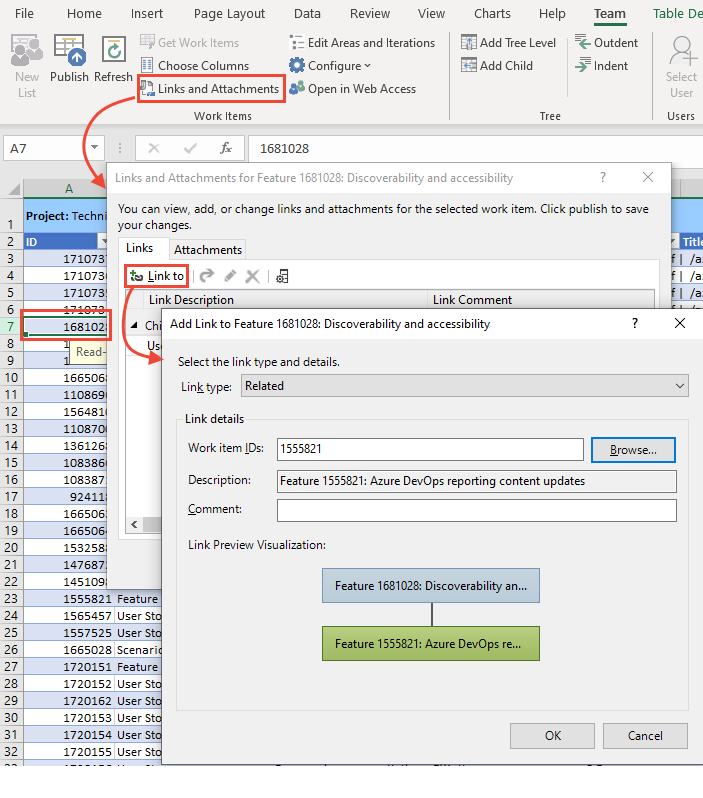 File Home Insert Page Layout Data Review View Charts Help Team Table De
Get Work Items Edit Areas and Iterations Add Tree Level Outdent
New List Publish Refresh Choose Columns Configure Add Child Indent Select User
Links and Attachments Open in Web Access
Work Items Tree Users
A7 fx 1681028
A
Links and Attachments for Feature 1681028: Discoverability and accessibility ?
You can view, add, or change links and attachments for the selected work item. Click publish to save
your changes.
1 Project: Techni
Links Attachments
2 ID Titl
3 171073 f | /a
Link to
4 171073 f | /a
5 171073 f | /a
Link Description Link Comment
6 f | /a
7 1681028
Chi
8
Use
Read-
9
Add Link to Feature 1681028: Discoverability and accessibility ?
Select the link type and details.
Link type: Related
Link details
Work item IDs: 1555821 Browse...
Description: Feature 1555821: Azure DevOps reporting content updates
Comment:
Link Preview Visualization:
Feature 1681028: Discoverability an...
Feature 1555821: Azure DevOps re...
OK Cancel
10 1665068
11 110869
12 156481
13 110870
14 136126
15 108386
16 108387
17 92411
18 166506
19 166506
20 153258
21 147687
22 145109
23 1555821 Feature
24 1565457 User Sto
25 1557525 User Sto
26 1665028 Scenario
27 1720151 Feature
28 1720152 User Sto
29 1720162 User Sto
30 1720153 User Sto
31 1720154 User Sto
32 1720155 User Sto